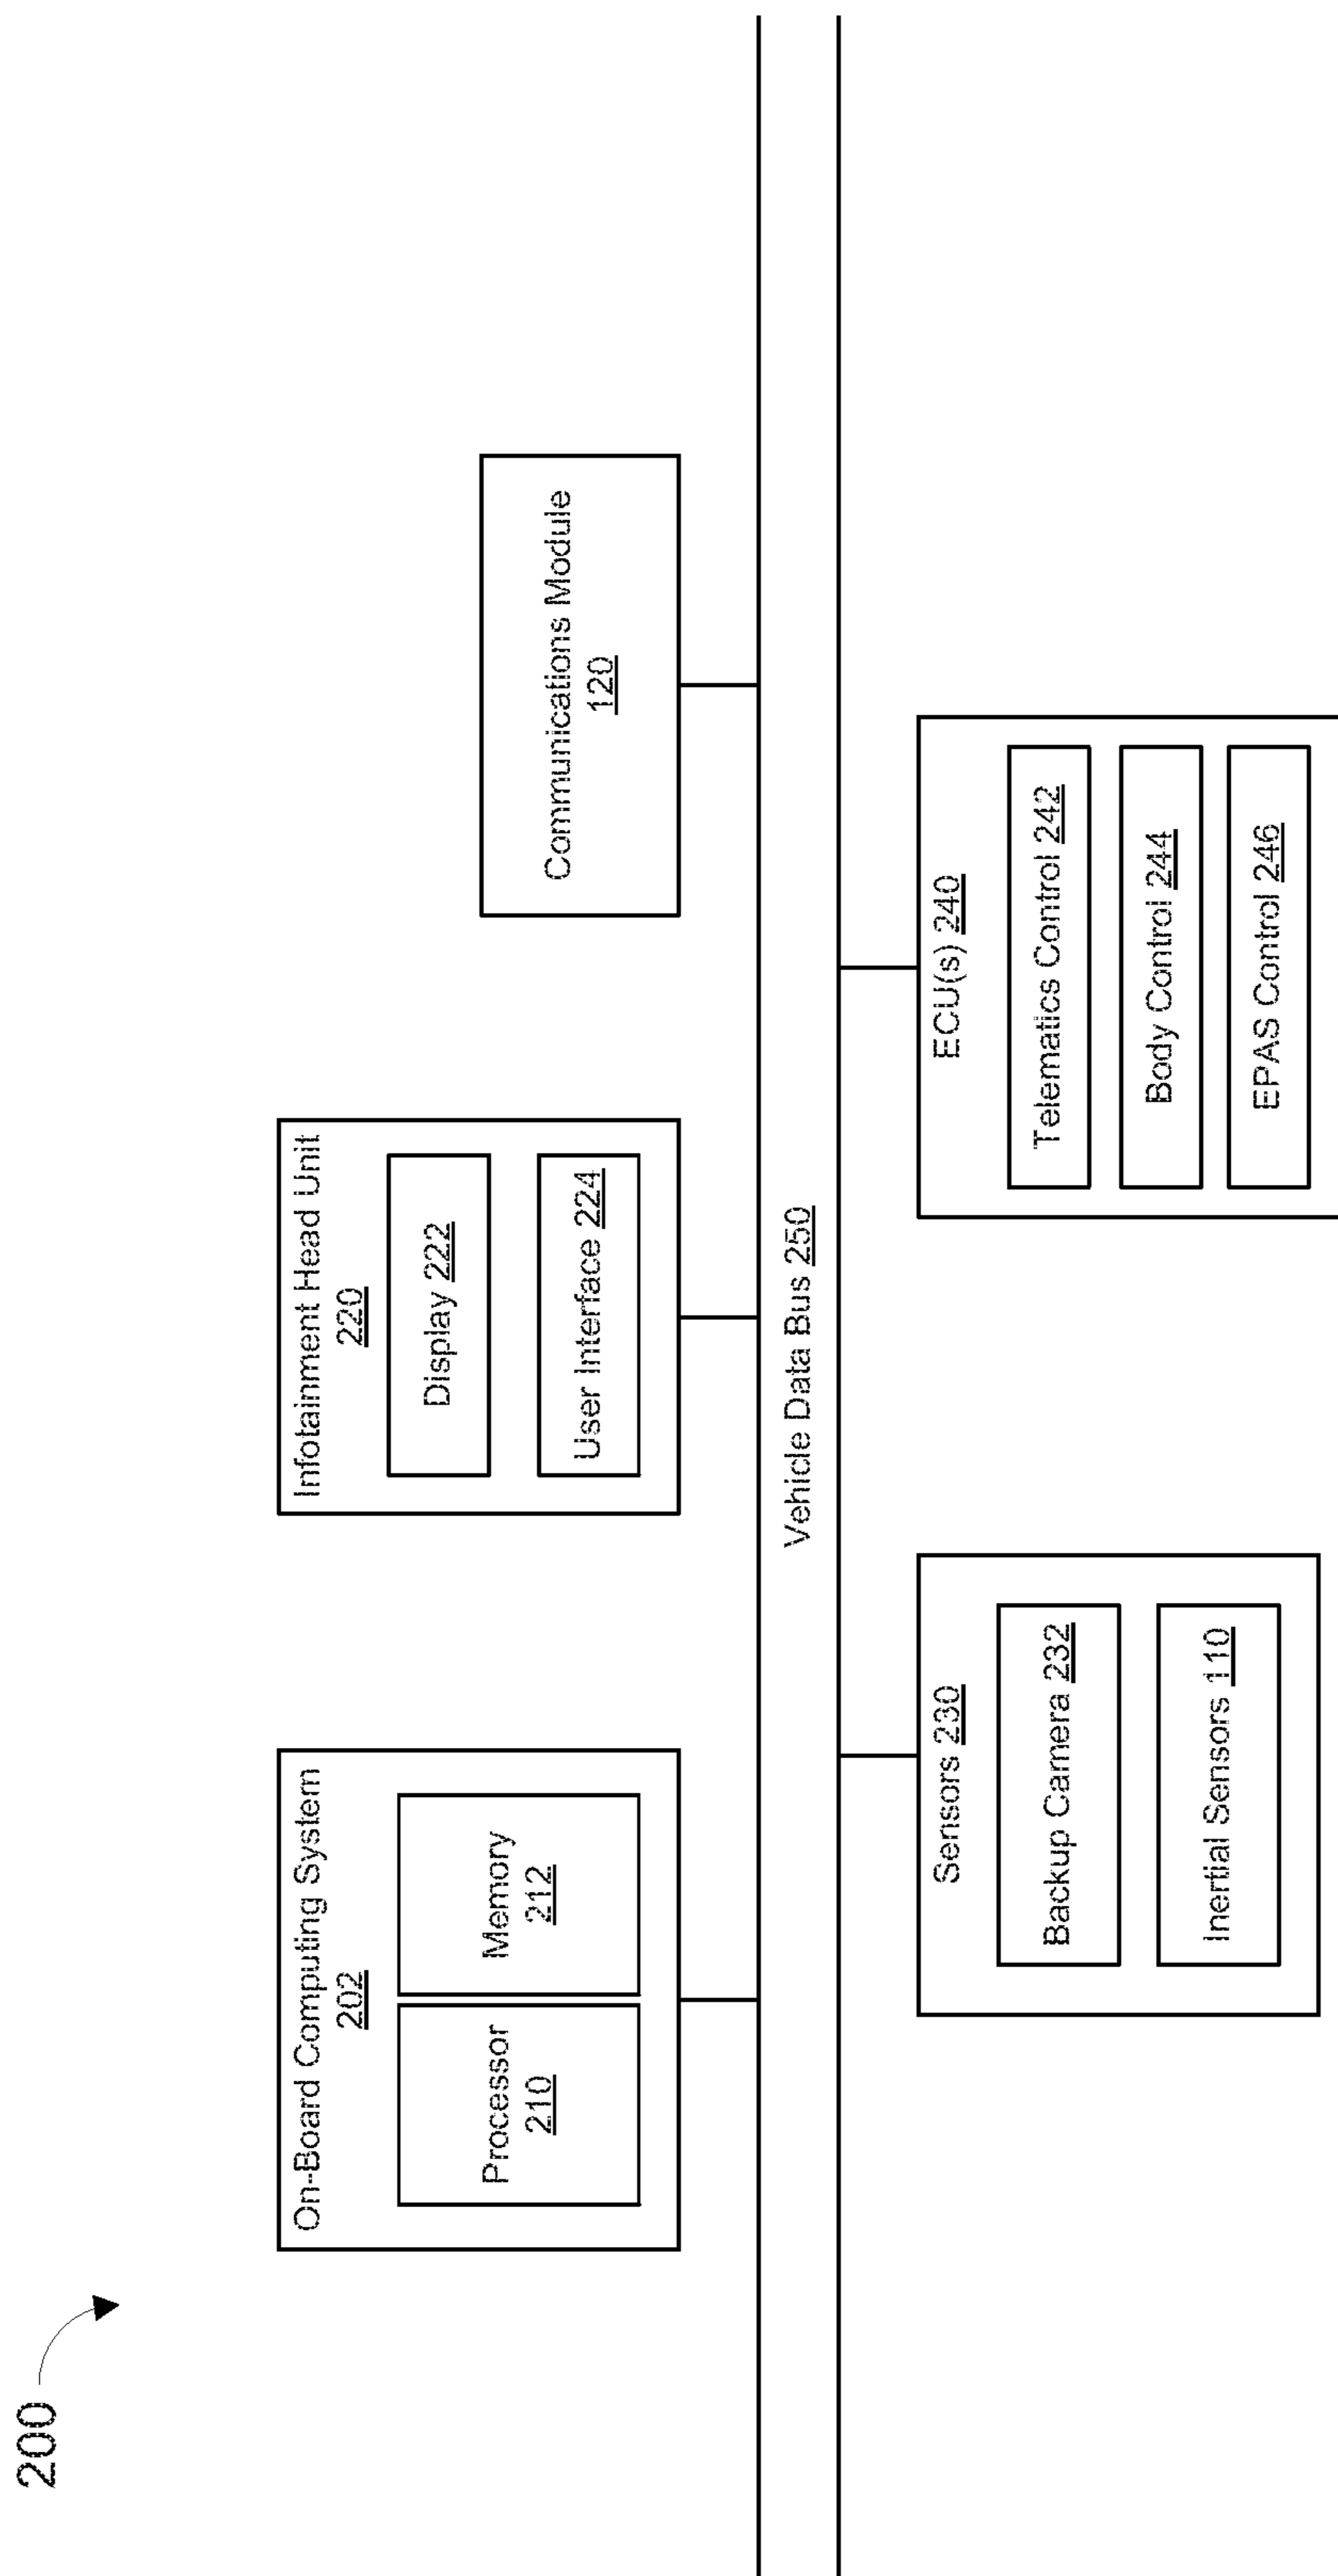 200
On-Board Computing System
202
Processor
210
Memory
212
Infotainment Head Unit
220
Display 222
User Interface 224
Communications Module
120
Vehicle Data Bus 250
Sensors 230
Backup Camera 232
Inertial Sensors 110
ECU(s) 240
Telematics Control 242
Body Control 244
EPAS Control 246